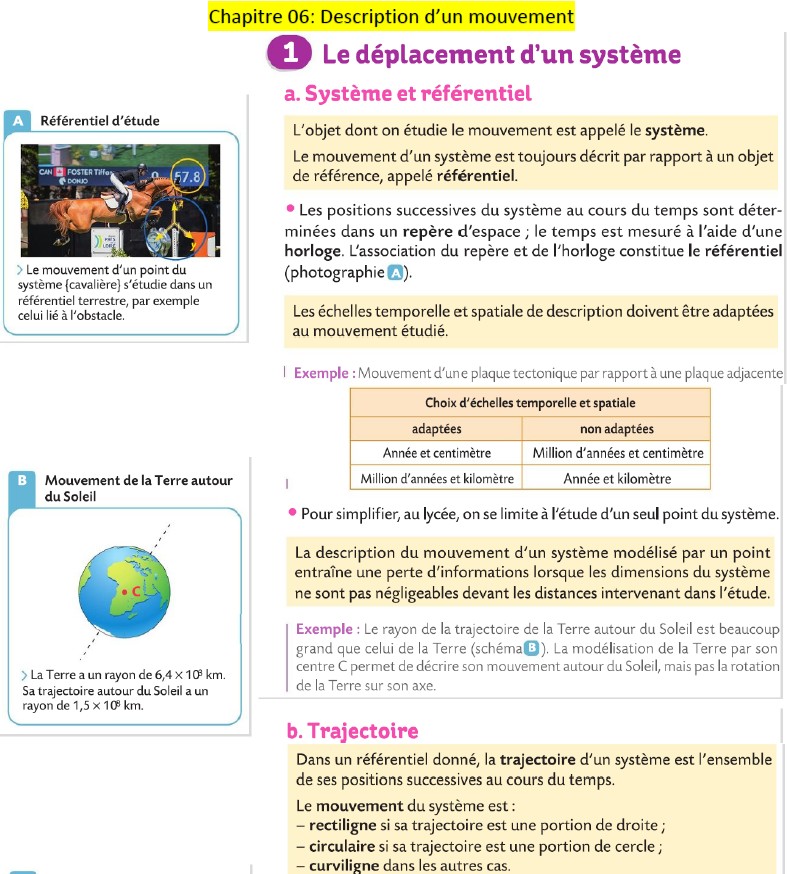 Chapitre 06: Description d'un mouvement
1 Le déplacement d'un système
a. Système et référentiel
A Référentiel d'étude
CAN FOSTER Tiffa
DONJO
0 67.8
> Le mouvement d'un point du
système {cavalière} s'étudie dans un
référentiel terrestre, par exemple
celui lié à l'obstacle.
L'objet dont on étudie le mouvement est appelé le système.
Le mouvement d'un système est toujours décrit par rapport à un objet
de référence, appelé référentiel.
• Les positions successives du système au cours du temps sont déter-
minées dans un repère d'espace ; le temps est mesuré à l'aide d'une
horloge. L'association du repère et de l'horloge constitue le référentiel
(photographie A).
Les échelles temporelle et spatiale de description doivent être adaptées
au mouvement étudié.
Exemple : Mouvement d'une plaque tectonique par rapport à une plaque adjacente
Choix d'échelles temporelle et spatiale
adaptées non adaptées
Année et centimètre Million d'années et centimètre
Million d'années et kilomètre Année et kilomètre
B Mouvement de la Terre autour
du Soleil
C
> La Terre a un rayon de 6,4 × 10³ km.
Sa trajectoire autour du Soleil a un
rayon de 1,5 × 10⁸ km.
• Pour simplifier, au lycée, on se limite à l'étude d'un seul point du système.
La description du mouvement d'un système modélisé par un point
entraîne une perte d'informations lorsque les dimensions du système
ne sont pas négligeables devant les distances intervenant dans l'étude.
Exemple : Le rayon de la trajectoire de la Terre autour du Soleil est beaucoup
grand que celui de la Terre (schéma B). La modélisation de la Terre par son
centre C permet de décrire son mouvement autour du Soleil, mais pas la rotation
de la Terre sur son axe.
b. Trajectoire
Dans un référentiel donné, la trajectoire d'un système est l'ensemble
de ses positions successives au cours du temps.
Le mouvement du système est :
– rectiligne si sa trajectoire est une portion de droite ;
– circulaire si sa trajectoire est une portion de cercle ;
– curviligne dans les autres cas.